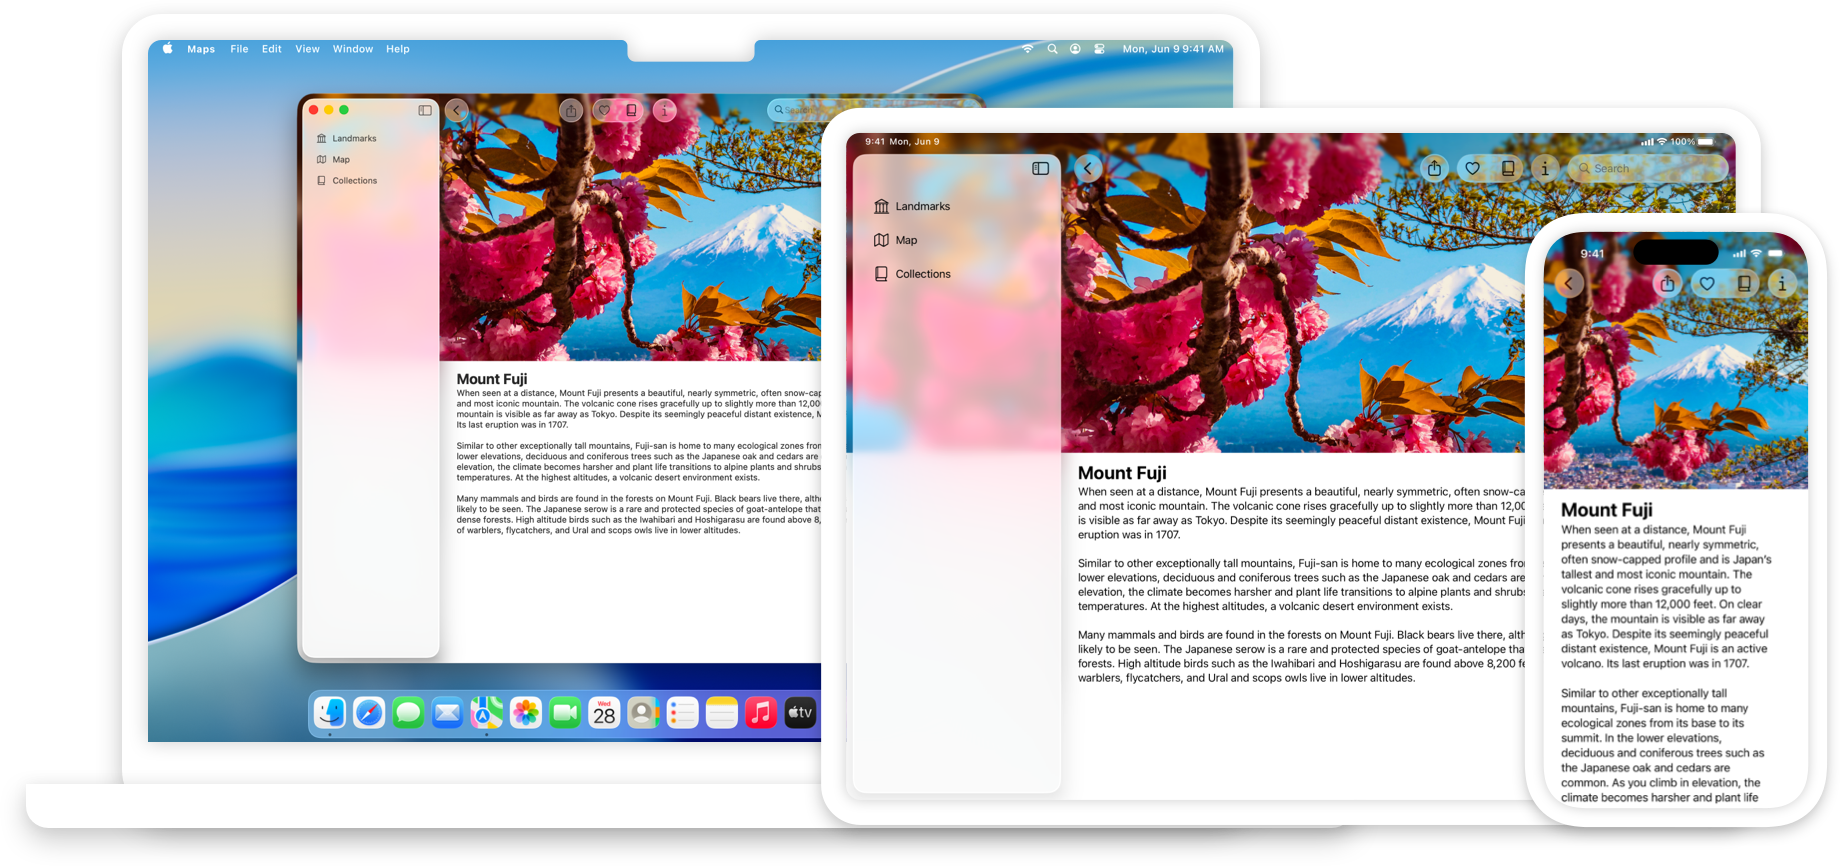 Maps File Edit View Window Help
Mon, Jun 9 9:41 AM
Search
Landmarks
Map
Collections
Mount Fuji
When seen at a distance, Mount Fuji presents a beautiful, nearly symmetric, often snow-cap
and most iconic mountain. The volcanic cone rises gracefully up to slightly more than 12,00
mountain is visible as far away as Tokyo. Despite its seemingly peaceful distant existence, M
Its last eruption was in 1707.
Similar to other exceptionally tall mountains, Fuji-san is home to many ecological zones from
lower elevations, deciduous and coniferous trees such as the Japanese oak and cedars are
elevation, the climate becomes harsher and plant life transitions to alpine plants and shrubs
temperatures. At the highest altitudes, a volcanic desert environment exists.
Many mammals and birds are found in the forests on Mount Fuji. Black bears live there, altho
likely to be seen. The Japanese serow is a rare and protected species of goat-antelope that
dense forests. High altitude birds such as the Iwahibari and Hoshigarasu are found above 8,
of warblers, flycatchers, and Ural and scops owls live in lower altitudes.
Wed
28
tv
9:41 Mon, Jun 9
100%
Search
Landmarks
Map
Collections
Mount Fuji
When seen at a distance, Mount Fuji presents a beautiful, nearly symmetric, often snow-ca
and most iconic mountain. The volcanic cone rises gracefully up to slightly more than 12,00
is visible as far away as Tokyo. Despite its seemingly peaceful distant existence, Mount Fuji
eruption was in 1707.
Similar to other exceptionally tall mountains, Fuji-san is home to many ecological zones from
lower elevations, deciduous and coniferous trees such as the Japanese oak and cedars are
elevation, the climate becomes harsher and plant life transitions to alpine plants and shrubs
temperatures. At the highest altitudes, a volcanic desert environment exists.
Many mammals and birds are found in the forests on Mount Fuji. Black bears live there, alth
likely to be seen. The Japanese serow is a rare and protected species of goat-antelope tha
forests. High altitude birds such as the Iwahibari and Hoshigarasu are found above 8,200 fe
warblers, flycatchers, and Ural and scops owls live in lower altitudes.
9:41
Mount Fuji
When seen at a distance, Mount Fuji
presents a beautiful, nearly symmetric,
often snow-capped profile and is Japan's
tallest and most iconic mountain. The
volcanic cone rises gracefully up to
slightly more than 12,000 feet. On clear
days, the mountain is visible as far away
as Tokyo. Despite its seemingly peaceful
distant existence, Mount Fuji is an active
volcano. Its last eruption was in 1707.
Similar to other exceptionally tall
mountains, Fuji-san is home to many
ecological zones from its base to its
summit. In the lower elevations,
deciduous and coniferous trees such as
the Japanese oak and cedars are
common. As you climb in elevation, the
climate becomes harsher and plant life